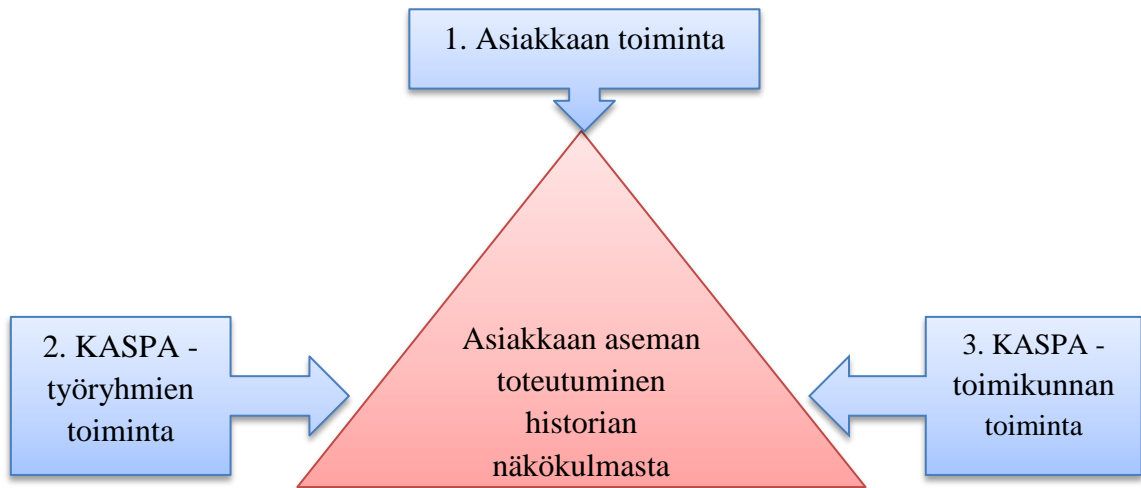 1. Asiakkaan toiminta
2. KASPA -
työryhmien
toiminta
Asiakkaan aseman
toteutuminen
historian
näkökulmasta
3. KASPA -
toimikunnan
toiminta